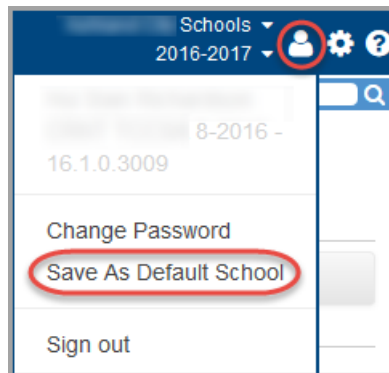 Schools
2016-2017
8-2016 -
16.1.0.3009
Change Password
Save As Default School
Sign out